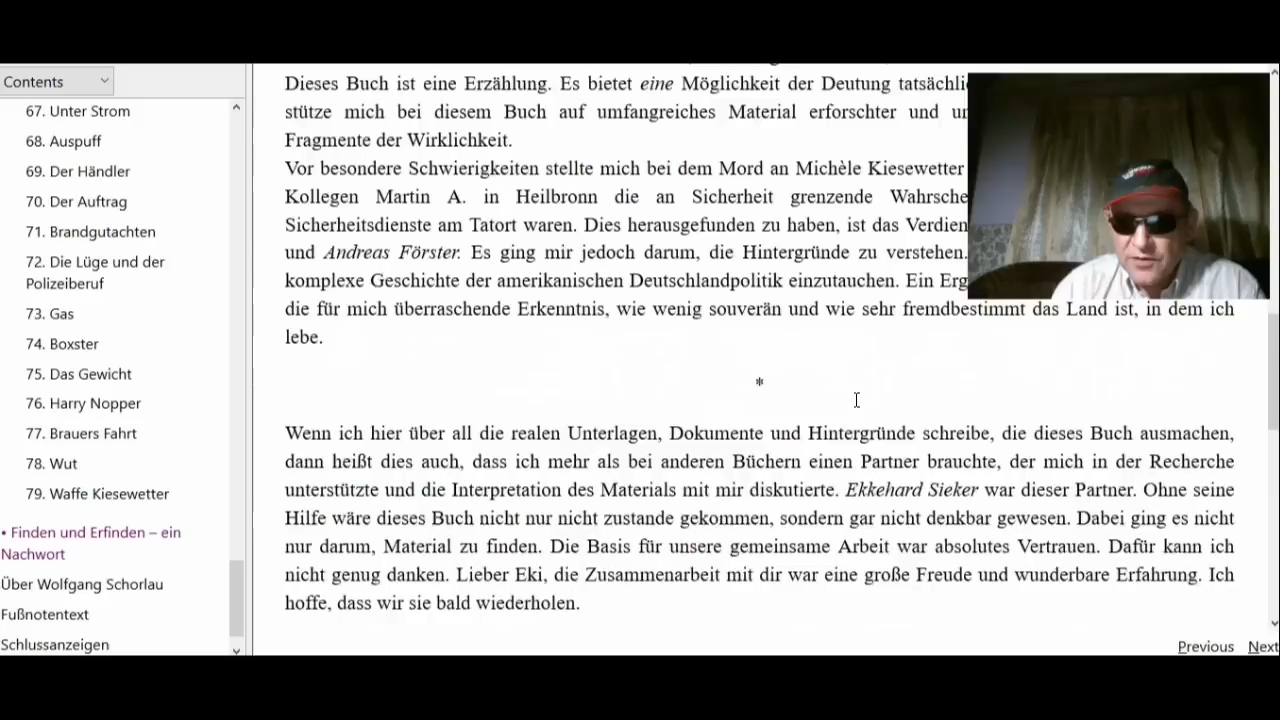 Contents
67. Unter Strom
68. Auspuff
69. Der Händler
70. Der Auftrag
71. Brandgutachten
72. Die Lüge und der
Polizeiberuf
73. Gas
74. Boxster
75. Das Gewicht
76. Harry Nopper
77. Brauers Fahrt
78. Wut
79. Waffe Kiesewetter
• Finden und Erfinden – ein
Nachwort
Über Wolfgang Schorlau
Fußnotentext
Schlussanzeigen
Dieses Buch ist eine Erzählung. Es bietet eine Möglichkeit der Deutung
stütze mich bei diesem Buch auf umfangreiches Material erforschter und
Fragmente der Wirklichkeit.
Vor besondere Schwierigkeiten stellte mich bei dem Mord an Michèle Kiesewetter
Kollegen Martin A. in Heilbronn die an Sicherheit grenzende
Sicherheitsdienste am Tatort waren. Dies herausgefunden zu haben, ist das
und Andreas Förster. Es ging mir jedoch darum, die Hintergründe zu verstehen.
komplexe Geschichte der amerikanischen Deutschlandpolitik einzutauchen. Ein
die für mich überraschende Erkenntnis, wie wenig souverän und wie sehr fremdbestimmt das Land ist, in dem ich
lebe.
*
Wenn ich hier über all die realen Unterlagen, Dokumente und Hintergründe schreibe, die dieses Buch ausmachen,
dann heißt dies auch, dass ich mehr als bei anderen Büchern einen Partner brauchte, der mich in der Recherche
unterstützte und die Interpretation des Materials mit mir diskutierte. Ekkehard Sieker war dieser Partner. Ohne seine
Hilfe wäre dieses Buch nicht nur nicht zustande gekommen, sondern gar nicht denkbar gewesen. Dabei ging es nicht
nur darum, Material zu finden. Die Basis für unsere gemeinsame Arbeit war absolutes Vertrauen. Dafür kann ich
nicht genug danken. Lieber Eki, die Zusammenarbeit mit dir war eine große Freude und wunderbare Erfahrung. Ich
hoffe, dass wir sie bald wiederholen.
Previous Next